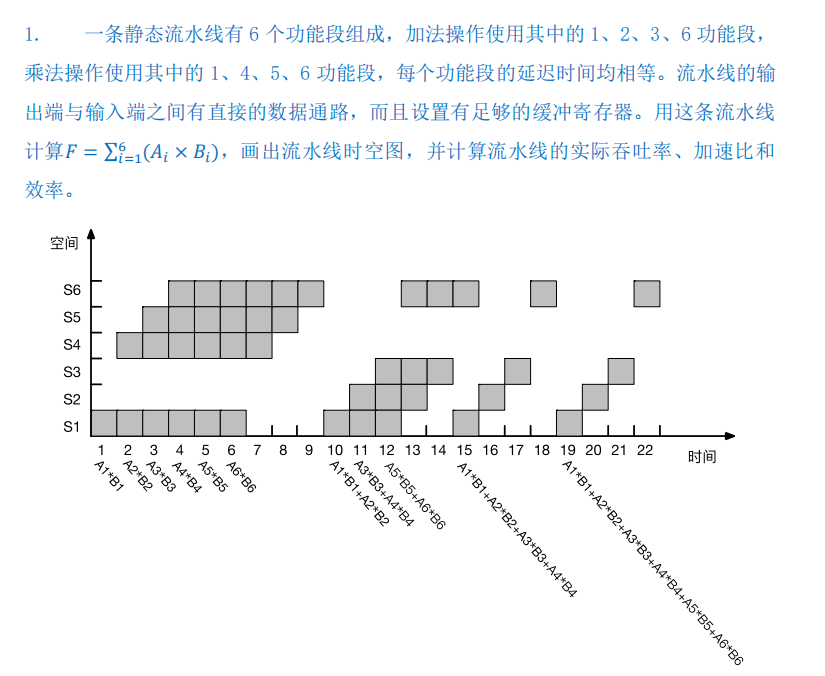 1. 一条静态流水线有 6 个功能段组成，加法操作使用其中的 1、2、3、6 功能段，
乘法操作使用其中的 1、4、5、6 功能段，每个功能段的延迟时间均相等。流水线的输
出端与输入端之间有直接的数据通路，而且设置有足够的缓冲寄存器。用这条流水线
计算F = ∑⁶ᵢ₌₁(Aᵢ × Bᵢ)，画出流水线时空图，并计算流水线的实际吞吐率、加速比和
效率。
空间
S6
S5
S4
S3
S2
S1
1 2 3 4 5 6 7 8 9 10 11 12 13 14 15 16 17 18 19 20 21 22
时间
A1*B1
A2*B2
A3*B3
A4*B4
A5*B5
A6*B6
A1*B1+A2*B2
A3*B3+A4*B4
A5*B5+A6*B6
A1*B1+A2*B2+A3*B3+A4*B4
A1*B1+A2*B2+A3*B3+A4*B4+A5*B5+A6*B6